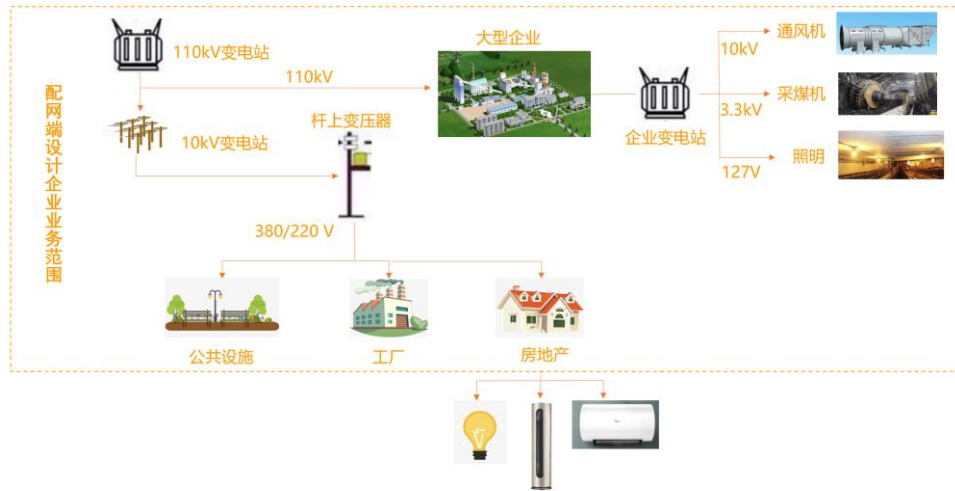 配网端设计企业业务范围
110kV变电站
110kV
大型企业
企业变电站
10kV
通风机
3.3kV
采煤机
127V
照明
10kV变电站
杆上变压器
380/220 V
公共设施
工厂
房地产